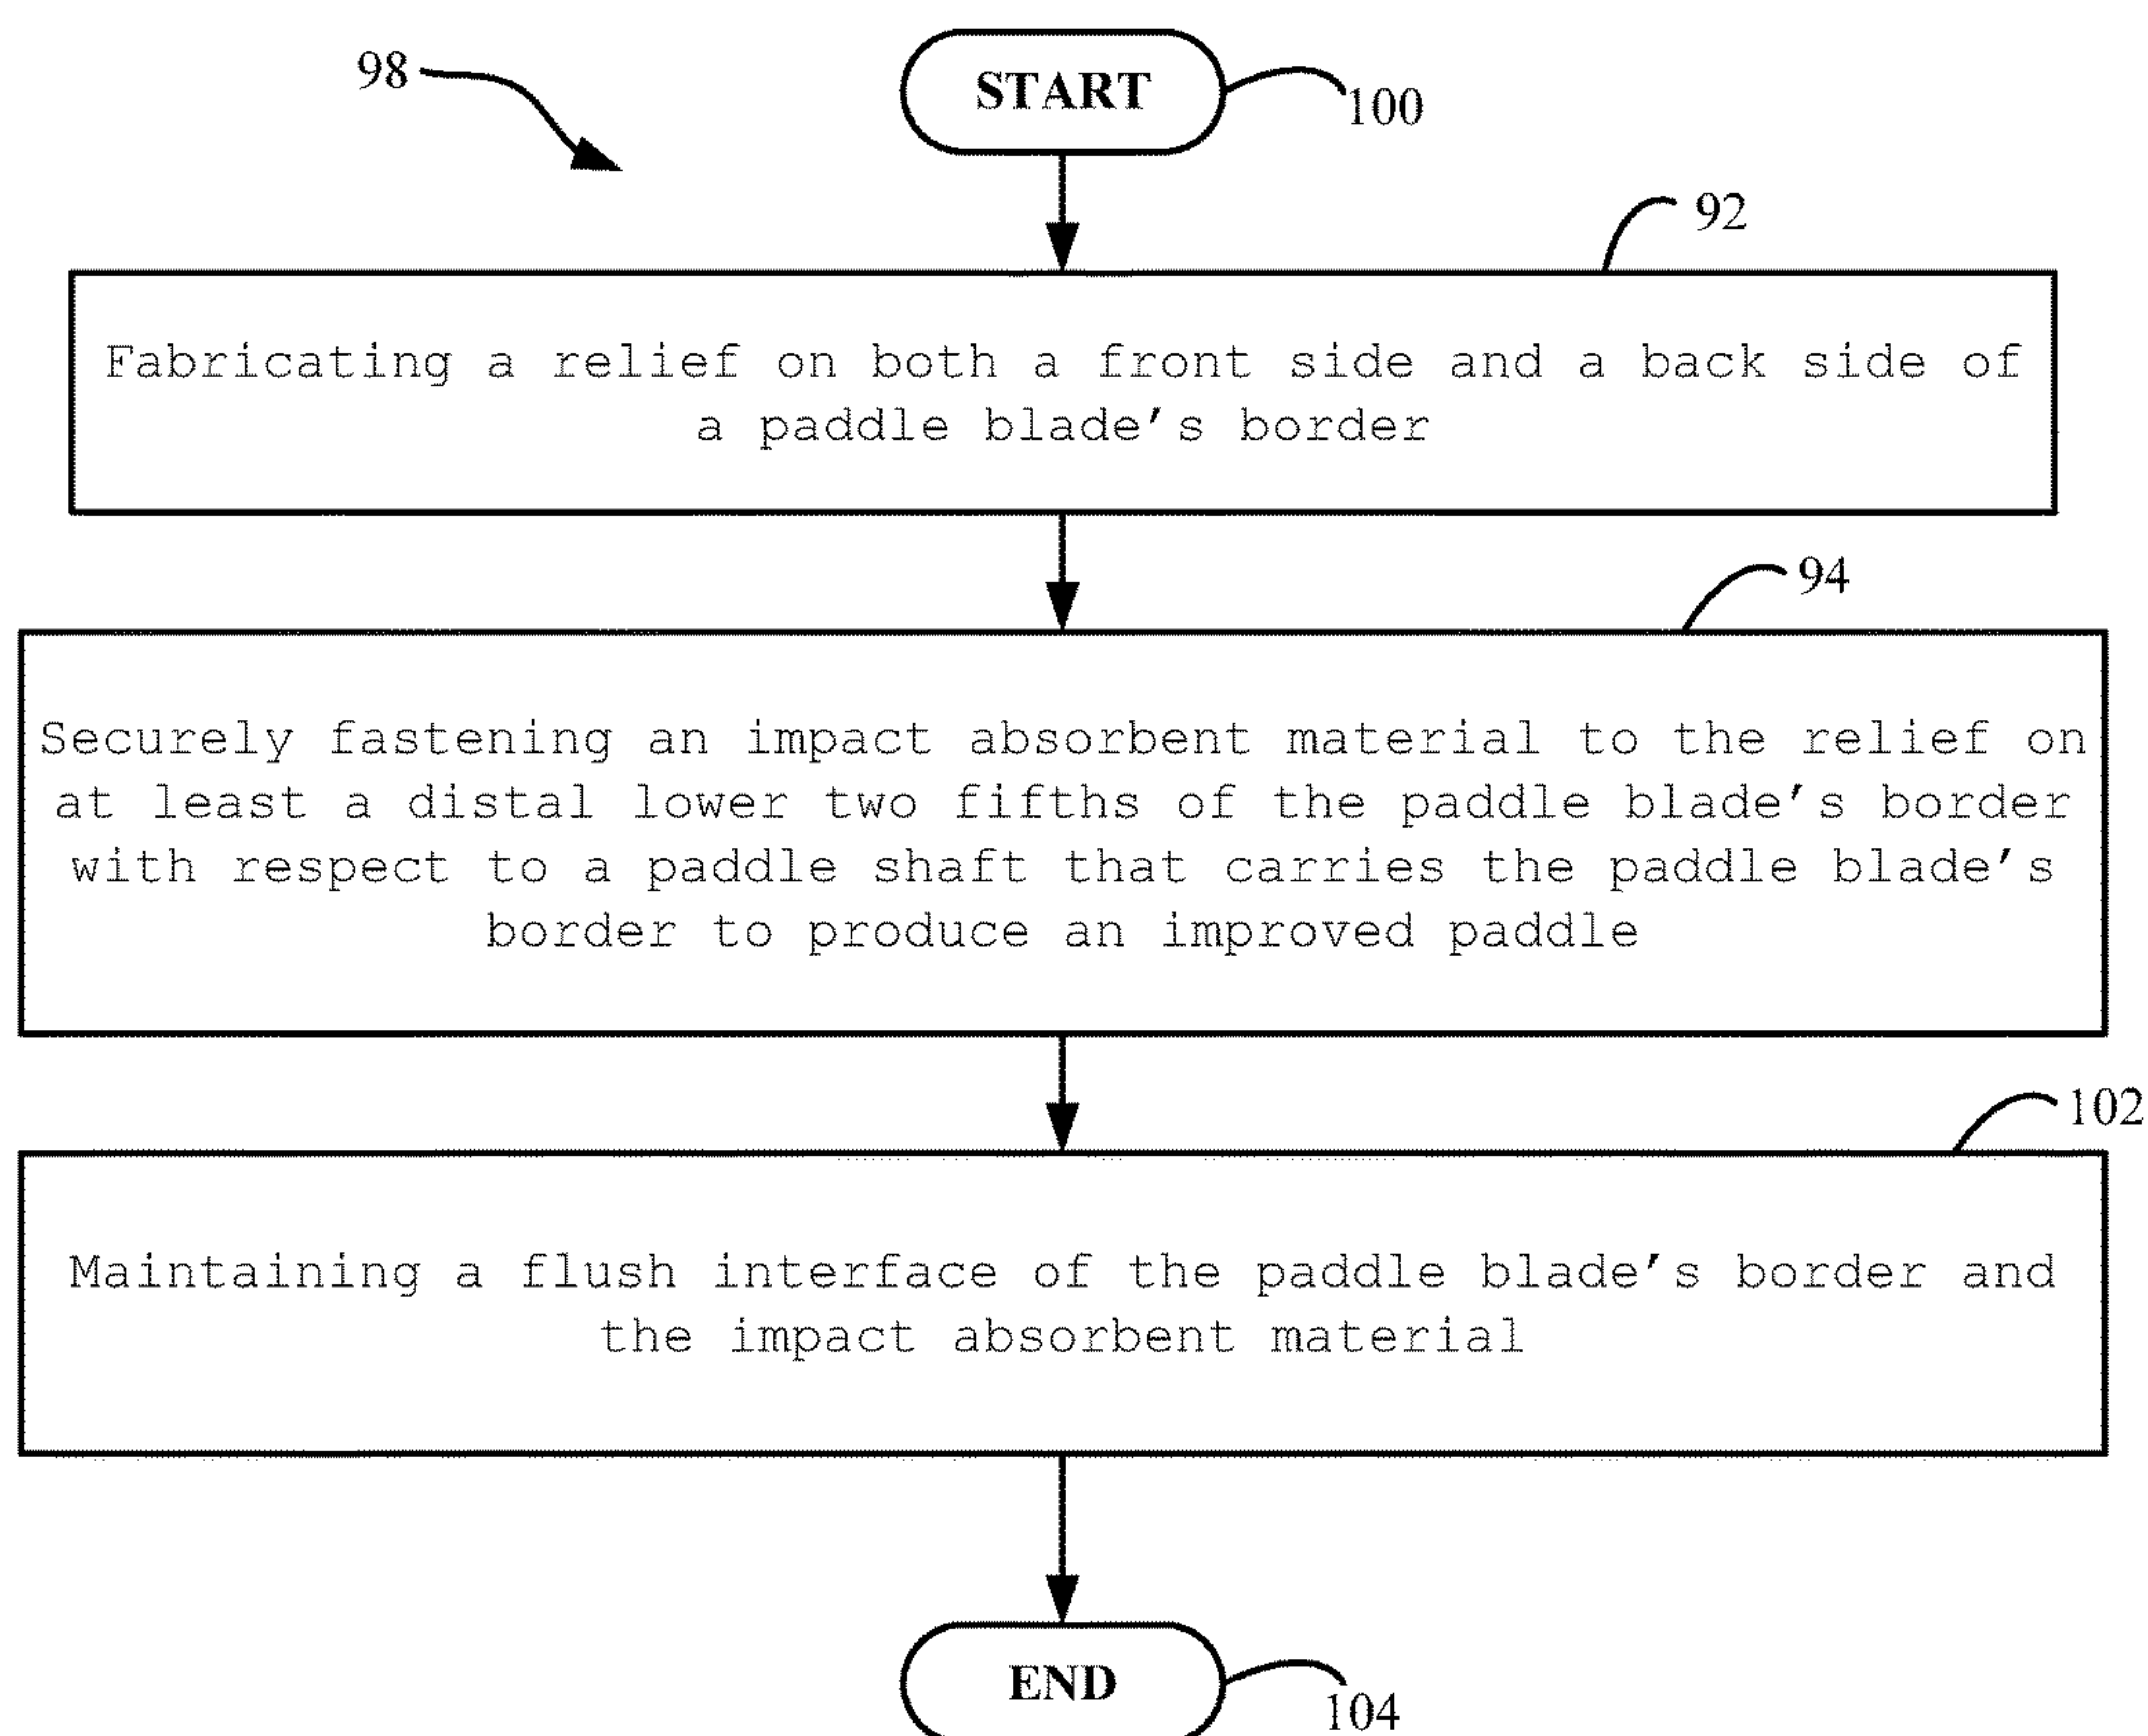 98
START
100
92
Fabricating a relief on both a front side and a back side of
a paddle blade's border
94
Securely fastening an impact absorbent material to the relief on
at least a distal lower two fifths of the paddle blade's border
with respect to a paddle shaft that carries the paddle blade's
border to produce an improved paddle
102
Maintaining a flush interface of the paddle blade's border and
the impact absorbent material
END
104